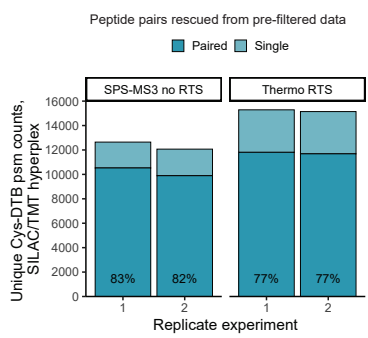 Peptide pairs rescued from pre-filtered data
Paired Single
SPS-MS3 no RTS Thermo RTS
Unique Cys-DTB psm counts,
SILAC/TMT hyperplex
16000
14000
12000
10000
8000
6000
4000
2000
0
83% 82% 77% 77%
1 2 1 2
Replicate experiment